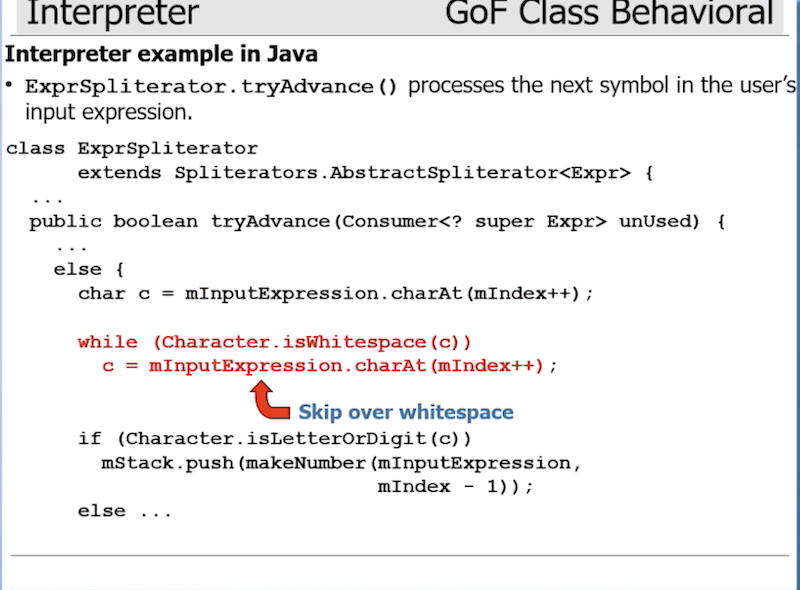 Interpreter GoF Class Behavioral
Interpreter example in Java
• ExprSpliterator.tryAdvance() processes the next symbol in the user's
input expression.
class ExprSpliterator
extends Spliterators.AbstractSpliterator<Expr> {
...
public boolean tryAdvance(Consumer<? super Expr> unUsed) {
...
else {
char c = mInputExpression.charAt(mIndex++);
while (Character.isWhitespace(c))
c = mInputExpression.charAt(mIndex++);
Skip over whitespace
if (Character.isLetterOrDigit(c))
mStack.push(makeNumber(mInputExpression,
mIndex - 1));
else ...